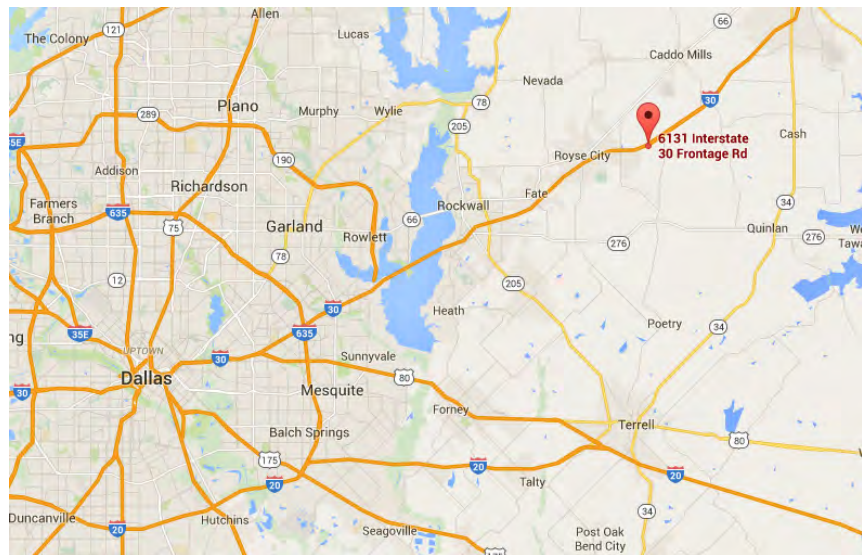 Allen
121
The Colony
Lucas
Caddo Mills
Nevada
30
Plano
289
Murphy
Wylie
78
205
6131 Interstate
30 Frontage Rd
Cash
35E
190
Royse City
Addison
Richardson
Fate
Farmers
Branch
635
75
Garland
Rowlett
66
Rockwall
34
Quinlan
276
276
78
12
205
30
Heath
Poetry
34
35E
635
UPTOWN
30
Sunnyvale
Dallas
80
30
Mesquite
Forney
Terrell
80
Balch Springs
175
20
20
Talty
20
20
Duncanville
Hutchins
34
Seagoville
Post Oak
Bend City